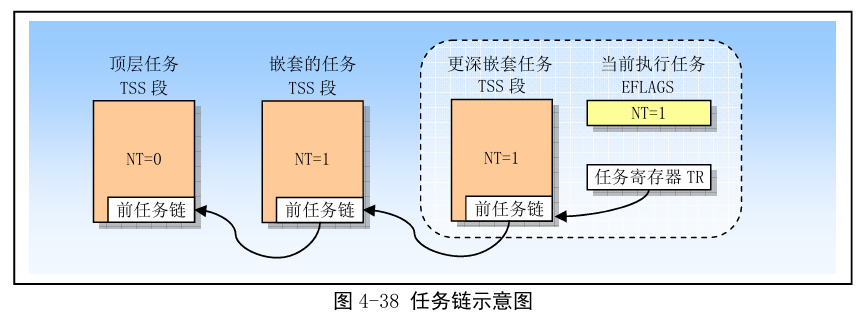 顶层任务
TSS 段
NT=0
前任务链
嵌套的任务
TSS 段
NT=1
前任务链
更深嵌套任务
TSS 段
NT=1
前任务链
当前执行任务
EFLAGS
NT=1
任务寄存器 TR
图 4-38 任务链示意图